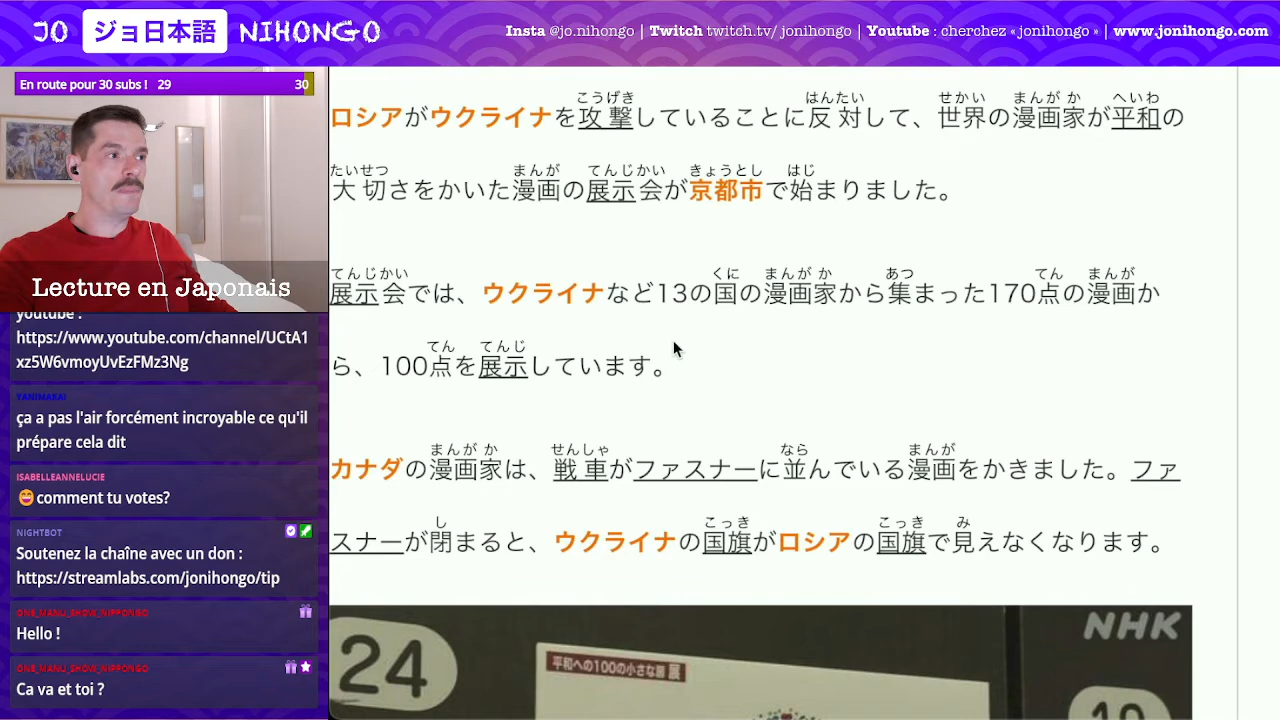 JO ジョ日本語 NIHONGO
Insta @jo.nihongo | Twitch twitch.tv/ jonihongo | Youtube : cherchez « jonihongo » | www.jonihongo.com
En route pour 30 subs ! 29 30
Lecture en Japonais
youtube :
https://www.youtube.com/channel/UCtA1
xz5W6vmoyUvEzFMz3Ng
YANIMAKAI
ça a pas l'air forcément incroyable ce qu'il
prépare cela dit
ISABELLEANNELUCIE
😄comment tu votes?
NIGHTBOT
Soutenez la chaîne avec un don :
https://streamlabs.com/jonihongo/tip
ONE_MANU_SHOW_NIPPONGO
Hello !
ONE_MANU_SHOW_NIPPONGO
Ca va et toi ?
こうげき はんたい せかい まんが か へいわ
ロシアがウクライナを攻撃していることに反対して、世界の漫画家が平和の
たいせつ まんが てんじかい きょうとし はじ
大切さをかいた漫画の展示会が京都市で始まりました。
てんじかい くに まんが か あつ てん まんが
展示会では、ウクライナなど13の国の漫画家から集まった170点の漫画か
てん てんじ
ら、100点を展示しています。
まんが か せんしゃ なら まんが
カナダの漫画家は、戦車がファスナーに並んでいる漫画をかきました。ファ
し こっき こっき み
スナーが閉まると、ウクライナの国旗がロシアの国旗で見えなくなります。
NHK
24
平和への100の小さな扉 展
19